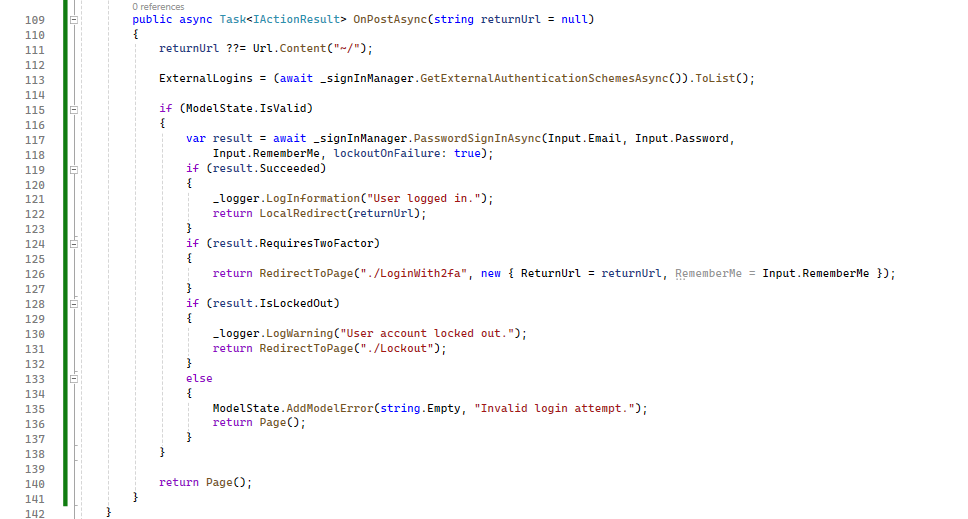 0 references
109 public async Task<IActionResult> OnPostAsync(string returnUrl = null)
110 {
111 returnUrl ??= Url.Content("~/");
112
113 ExternalLogins = (await _signInManager.GetExternalAuthenticationSchemesAsync()).ToList();
114
115 if (ModelState.IsValid)
116 {
117 var result = await _signInManager.PasswordSignInAsync(Input.Email, Input.Password,
118 Input.RememberMe, lockoutOnFailure: true);
119 if (result.Succeeded)
120 {
121 _logger.LogInformation("User logged in.");
122 return LocalRedirect(returnUrl);
123 }
124 if (result.RequiresTwoFactor)
125 {
126 return RedirectToPage("./LoginWith2fa", new { ReturnUrl = returnUrl, RememberMe = Input.RememberMe });
127 }
128 if (result.IsLockedOut)
129 {
130 _logger.LogWarning("User account locked out.");
131 return RedirectToPage("./Lockout");
132 }
133 else
134 {
135 ModelState.AddModelError(string.Empty, "Invalid login attempt.");
136 return Page();
137 }
138 }
139
140 return Page();
141 }
142 }